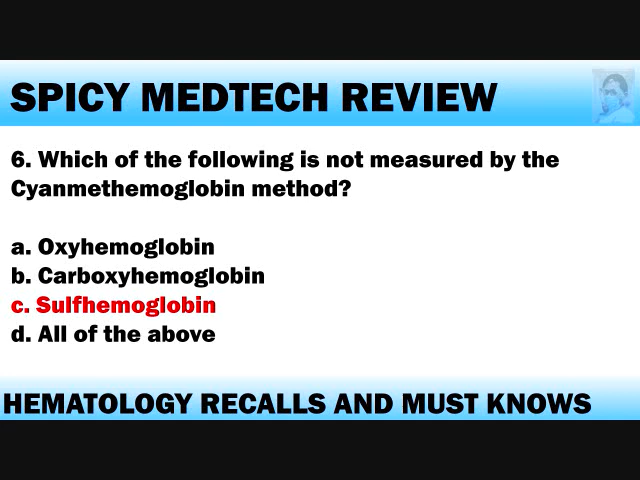 SPICY MEDTECH REVIEW
6. Which of the following is not measured by the
Cyanmethemoglobin method?
a. Oxyhemoglobin
b. Carboxyhemoglobin
c. Sulfhemoglobin
d. All of the above
HEMATOLOGY RECALLS AND MUST KNOWS